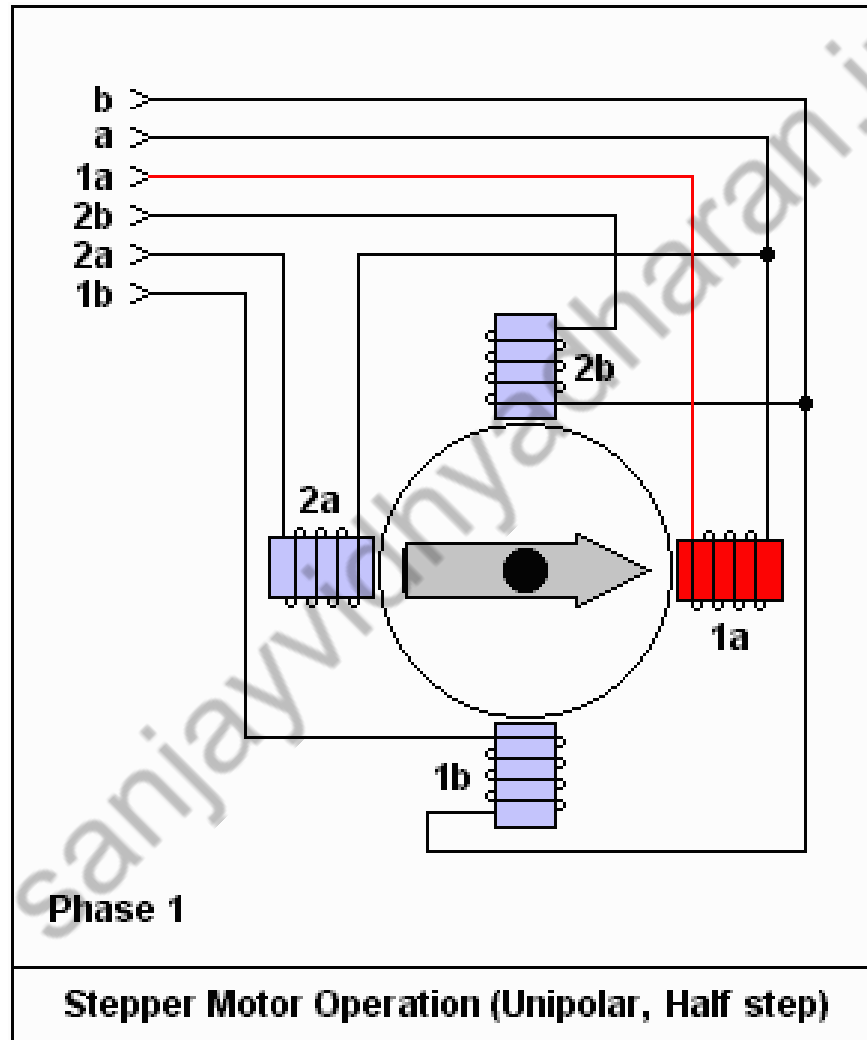 b
a
1a
2b
2a
1b
2b
2a
1a
1b
Phase 1
Stepper Motor Operation (Unipolar, Half step)